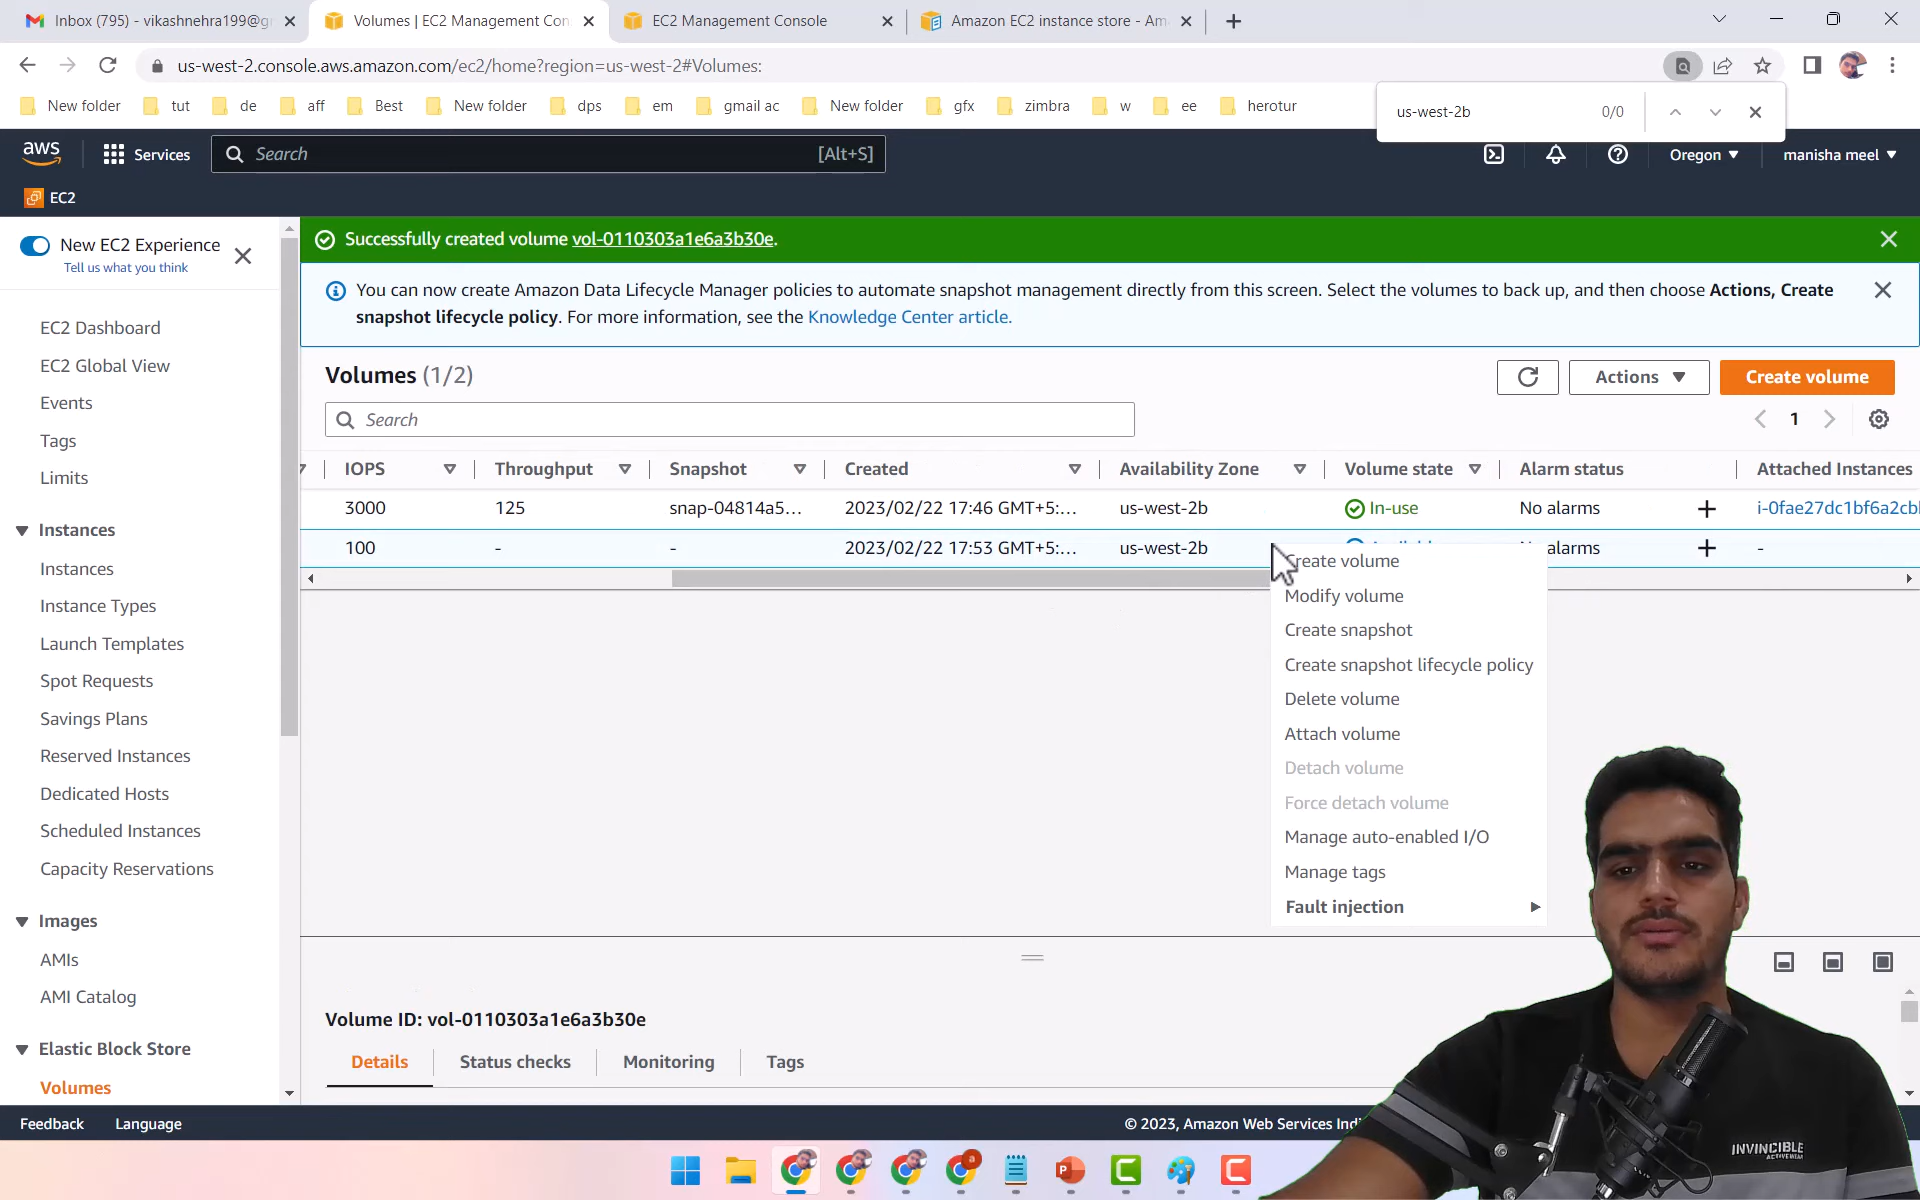 Inbox (795) - vikashnehra199@g
Volumes | EC2 Management Con
EC2 Management Console
Amazon EC2 instance store - Am
us-west-2.console.aws.amazon.com/ec2/home?region=us-west-2#Volumes:
New folder
tut
de
aff
Best
New folder
dps
em
gmail ac
New folder
gfx
zimbra
w
ee
herotur
us-west-2b
0/0
aws
Services
Search
[Alt+S]
Oregon
manisha meel
EC2
New EC2 Experience
Tell us what you think
EC2 Dashboard
EC2 Global View
Events
Tags
Limits
Instances
Instances
Instance Types
Launch Templates
Spot Requests
Savings Plans
Reserved Instances
Dedicated Hosts
Scheduled Instances
Capacity Reservations
Images
AMIs
AMI Catalog
Elastic Block Store
Volumes
Successfully created volume vol-0110303a1e6a3b30e.
You can now create Amazon Data Lifecycle Manager policies to automate snapshot management directly from this screen. Select the volumes to back up, and then choose Actions, Create
snapshot lifecycle policy. For more information, see the Knowledge Center article.
Volumes (1/2)
Actions
Create volume
Search
1
IOPS Throughput Snapshot Created Availability Zone Volume state Alarm status Attached Instances
3000 125 snap-04814a5... 2023/02/22 17:46 GMT+5:... us-west-2b In-use No alarms + i-0fae27dc1bf6a2cb
100 - - 2023/02/22 17:53 GMT+5:... us-west-2b alarms + -
Create volume
Modify volume
Create snapshot
Create snapshot lifecycle policy
Delete volume
Attach volume
Detach volume
Force detach volume
Manage auto-enabled I/O
Manage tags
Fault injection
Volume ID: vol-0110303a1e6a3b30e
Details
Status checks
Monitoring
Tags
Feedback
Language
© 2023, Amazon Web Services Indi
INVINCIBLE